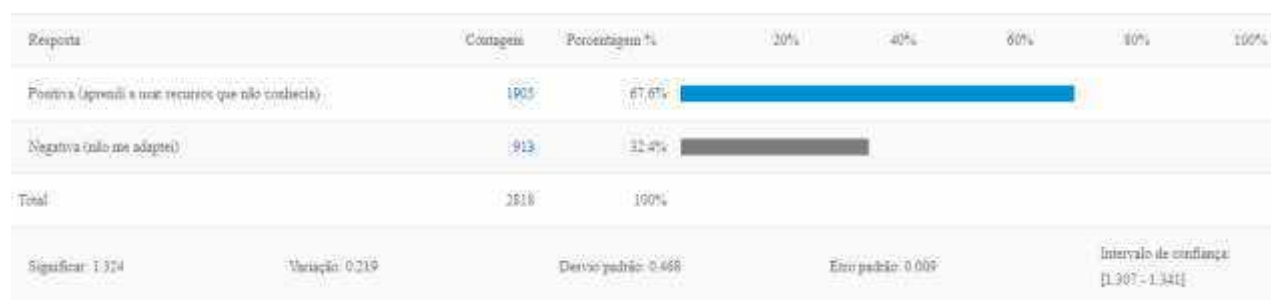 Resposta Contagem Porcentagem % 20% 40% 60% 80% 100%
Positiva (aprendi a usar recursos que não conhecia) 1905 67.6%
Negativa (não me adaptei) 913 32.4%
Total 2818 100%
Significar: 1.324 Variação: 0.219 Desvio padrão: 0.468 Erro padrão: 0.009 Intervalo de confiança:
[1.307 - 1.341]